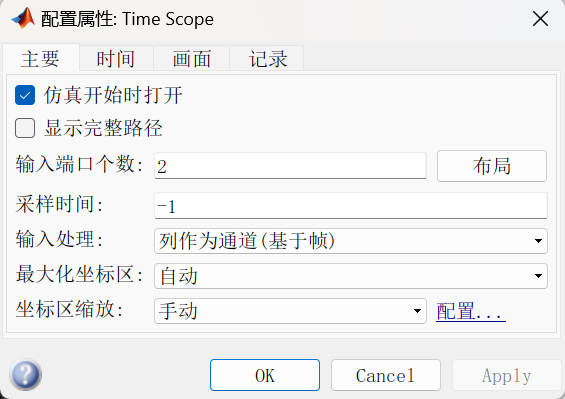 配置属性: Time Scope
主要 时间 画面 记录
仿真开始时打开
显示完整路径
输入端口个数: 2 布局
采样时间: -1
输入处理: 列作为通道(基于帧)
最大化坐标区: 自动
坐标区缩放: 手动 配置...
? OK Cancel Apply